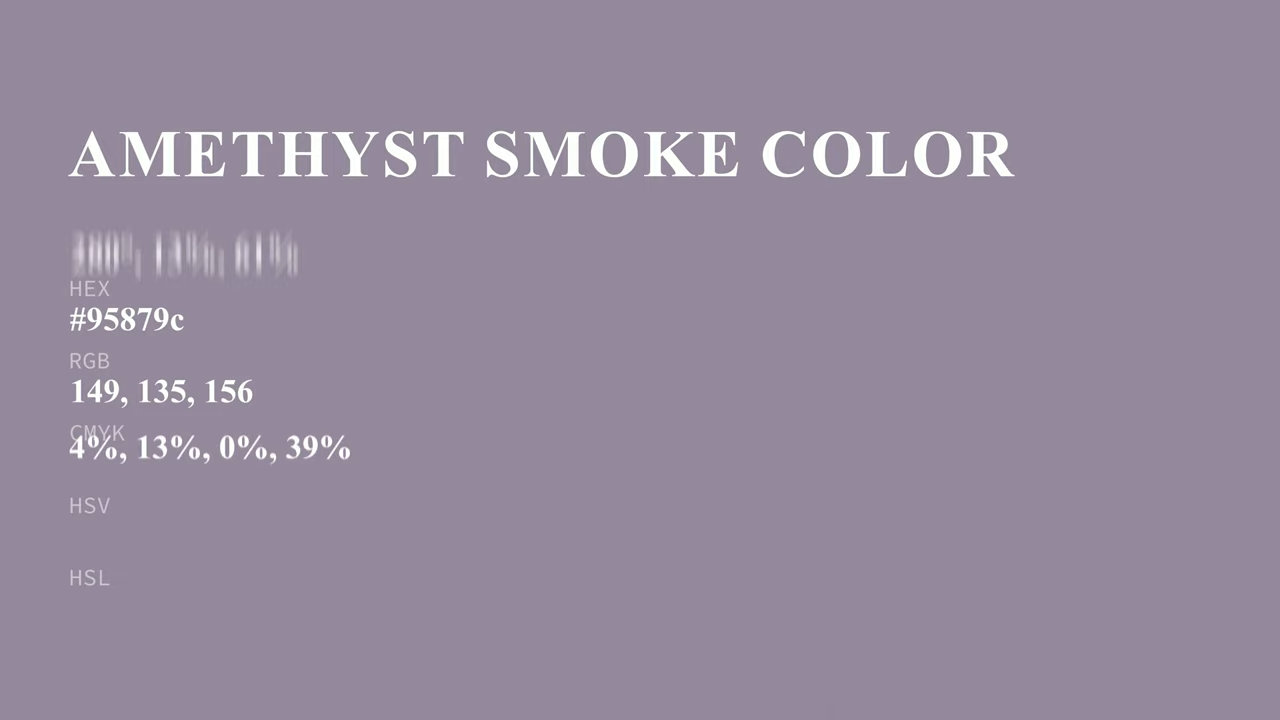 AMETHYST SMOKE COLOR
HEX
#95879c
RGB
149, 135, 156
CMYK
4%, 13%, 0%, 39%
HSV
HSL